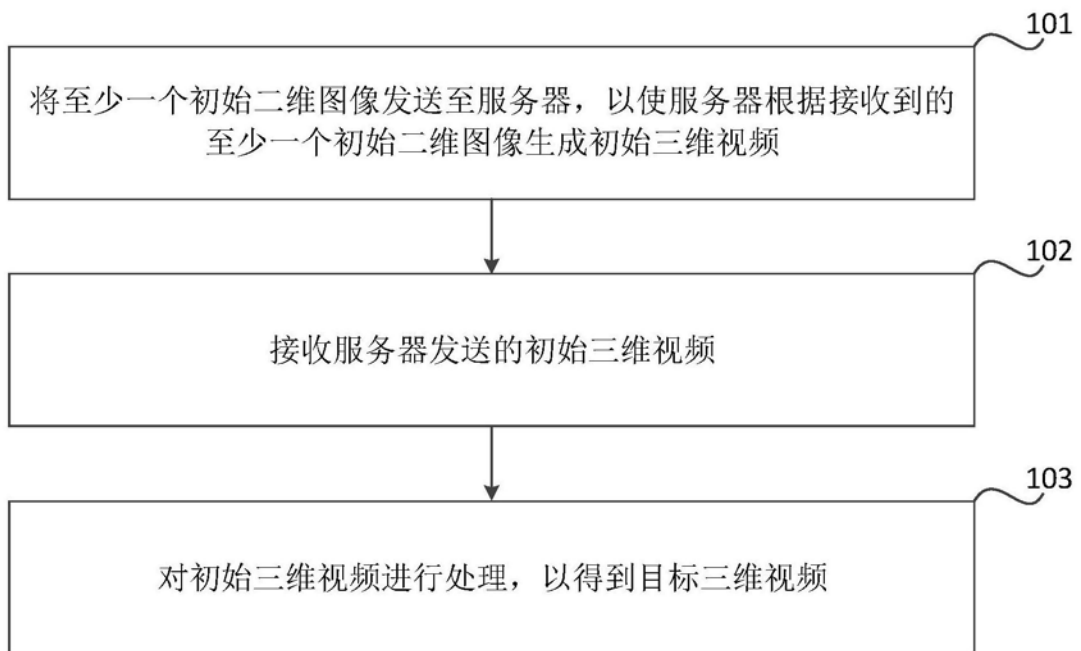 101
将至少一个初始二维图像发送至服务器，以使服务器根据接收到的
至少一个初始二维图像生成初始三维视频
102
接收服务器发送的初始三维视频
103
对初始三维视频进行处理，以得到目标三维视频